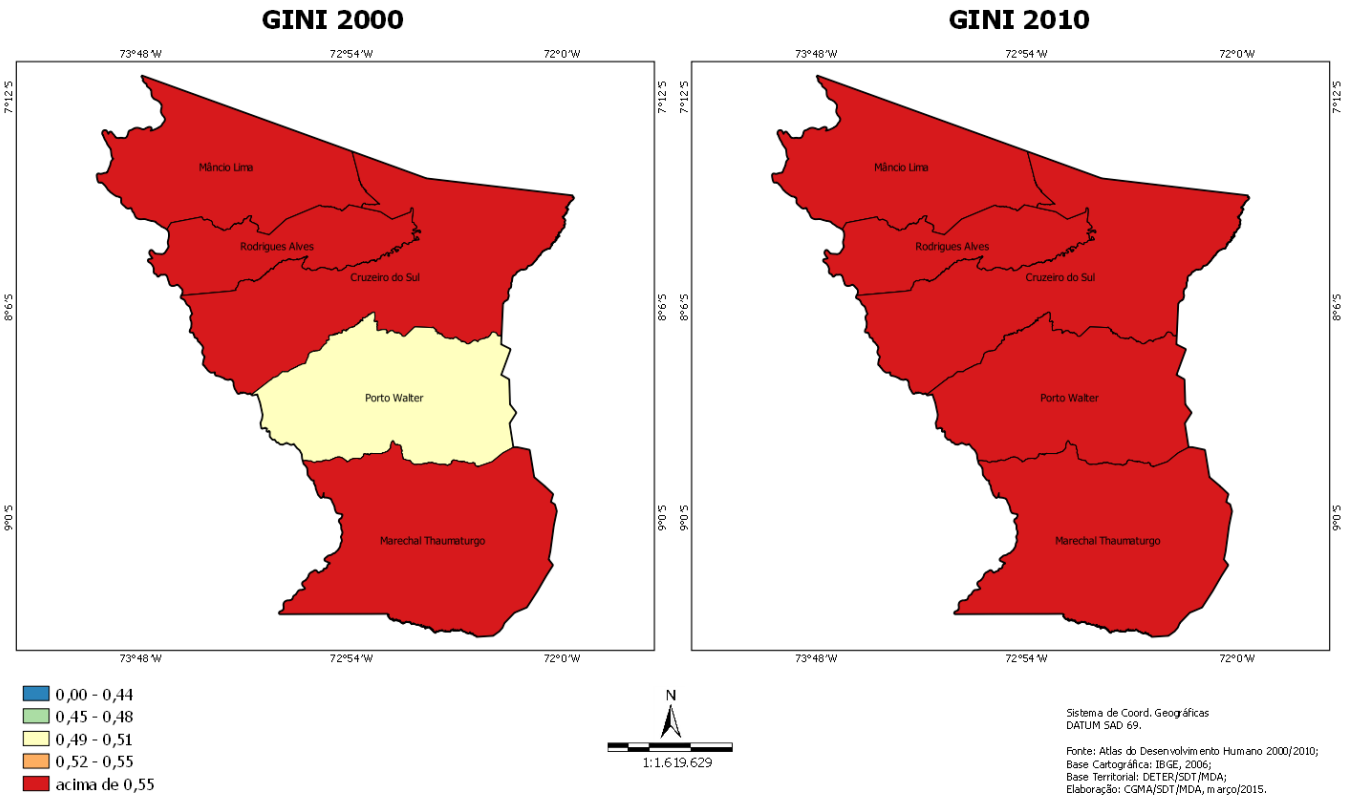 GINI 2000
73°48´W
72°54´W
72°0´W
7°12´S
8°6´S
9°0´S
7°12´S
8°6´S
9°0´S
Mâncio Lima
Rodrigues Alves
Cruzeiro do Sul
Porto Walter
Marechal Thaumaturgo
73°48´W
72°54´W
72°0´W
GINI 2010
73°48´W
72°54´W
72°0´W
7°12´S
8°6´S
9°0´S
7°12´S
8°6´S
9°0´S
Mâncio Lima
Rodrigues Alves
Cruzeiro do Sul
Porto Walter
Marechal Thaumaturgo
73°48´W
72°54´W
72°0´W
0,00 - 0,44
0,45 - 0,48
0,49 - 0,51
0,52 - 0,55
acima de 0,55
N
1:1.619.629
Sistema de Coord. Geográficas
DATUM SAD 69.
Fonte: Atlas do Desenvolvimento Humano 2000/2010;
Base Cartográfica: IBGE, 2006;
Base Territorial: DETER/SDT/MDA;
Elaboração: CGMA/SDT/MDA, março/2015.